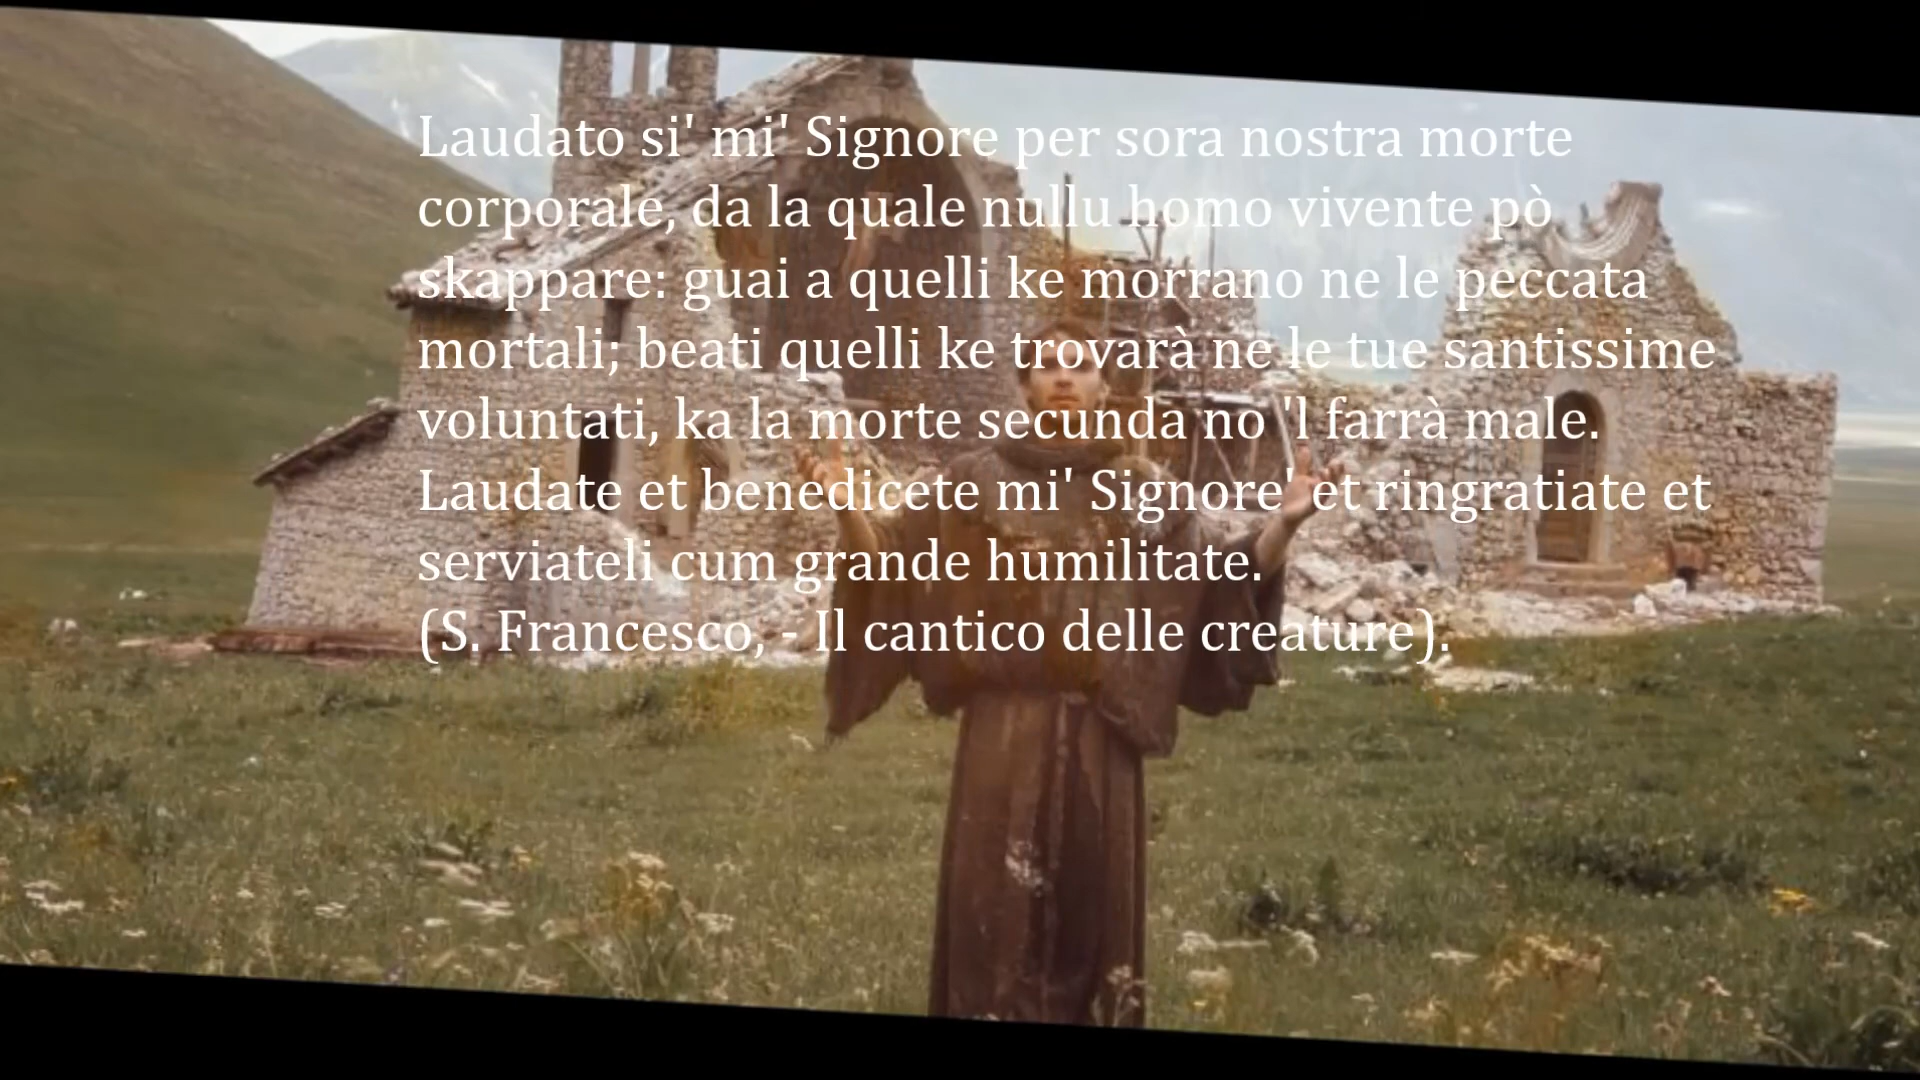 Laudato si' mi' Signore per sora nostra morte
corporale, da la quale nullu homo vivente pò
skappare: guai a quelli ke morrano ne le peccata
mortali; beati quelli ke trovarà ne le tue santissime
voluntati, ka la morte secunda no 'l farrà male.
Laudate et benedicete mi' Signore' et ringratiate et
serviateli cum grande humilitate.
(S. Francesco, - Il cantico delle creature).